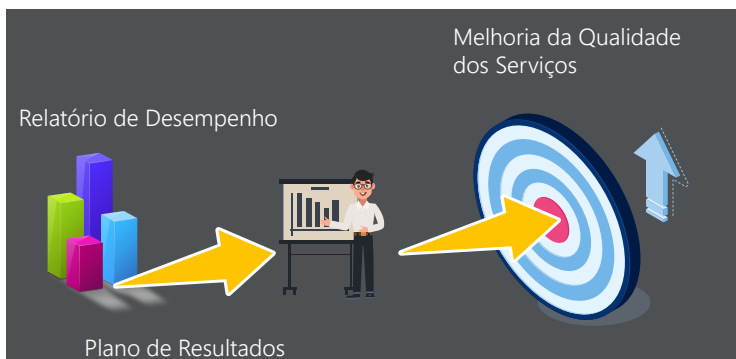 Melhoria da Qualidade
dos Serviços
Relatório de Desempenho
Plano de Resultados